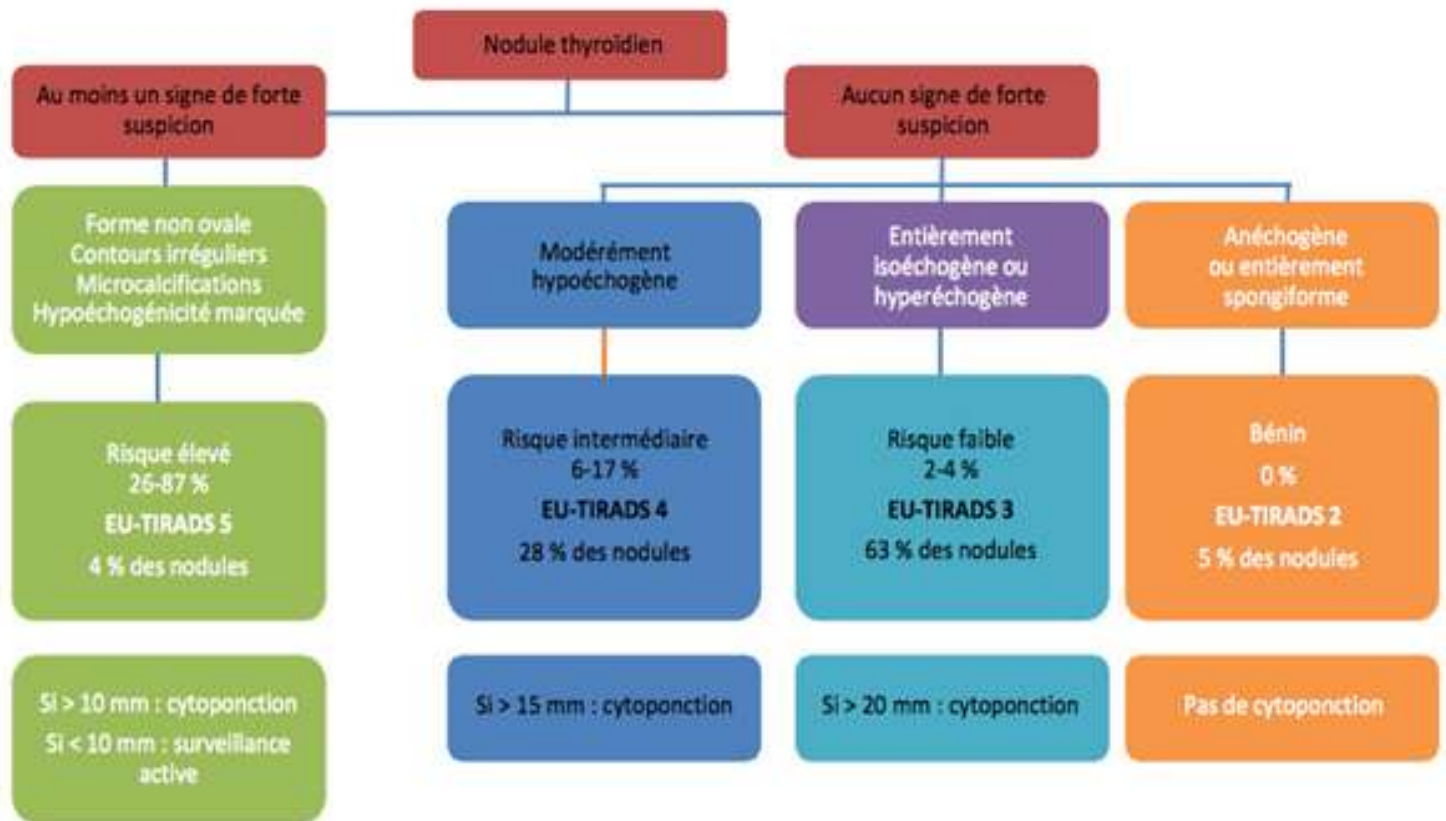 Nodule thyroïdien
Au moins un signe de forte
suspicion
Aucun signe de forte
suspicion
Forme non ovale
Contours irréguliers
Microcalcifications
Hypoéchogénicité marquée
Modérément
hypoéchogène
Entièrement
isoéchogène ou
hyperéchogène
Anéchogène
ou entièrement
spongiforme
Risque élevé
26-87 %
EU-TIRADS 5
4 % des nodules
Risque intermédiaire
6-17 %
EU-TIRADS 4
28 % des nodules
Risque faible
2-4 %
EU-TIRADS 3
63 % des nodules
Bénin
0 %
EU-TIRADS 2
5 % des nodules
Si > 10 mm : cytoponction
Si < 10 mm : surveillance
active
Si > 15 mm : cytoponction
Si > 20 mm : cytoponction
Pas de cytoponction